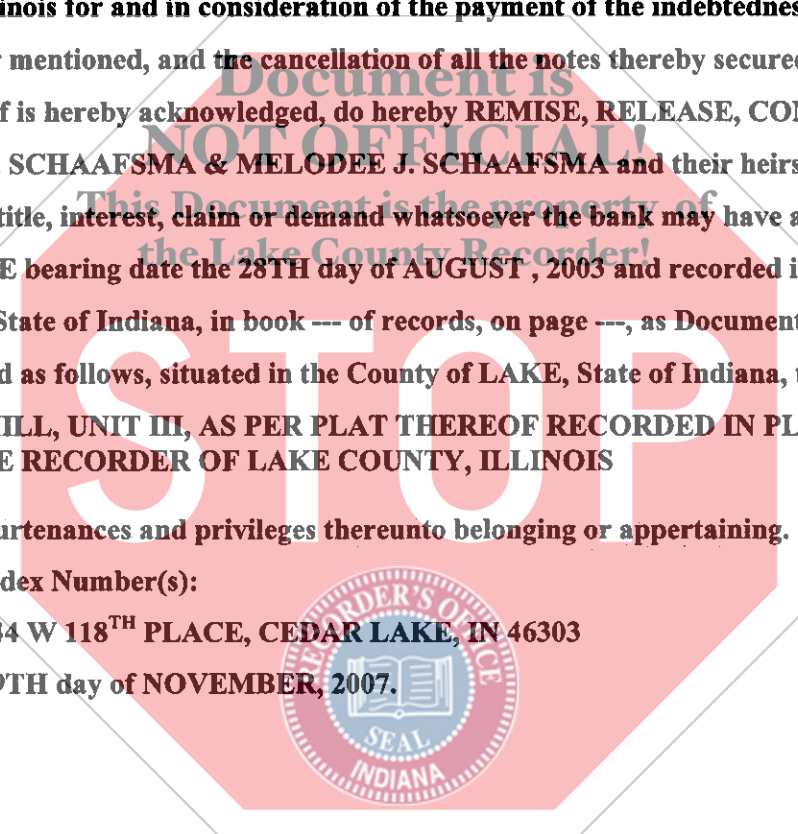 linois for and in consideration of the payment of the indebtednes
r mentioned, and the cancellation of all the notes thereby secured
Document is
f is hereby acknowledged, do hereby REMISE, RELEASE, CON
NOT OFFICIAL!
. SCHAAFSMA & MELODEE J. SCHAAFSMA and their heirs
This Document is the property of
title, interest, claim or demand whatsoever the bank may have a
the Lake County Recorder!
E bearing date the 28TH day of AUGUST , 2003 and recorded i
State of Indiana, in book --- of records, on page ---, as Document
d as follows, situated in the County of LAKE, State of Indiana, t
STOP
ILL, UNIT III, AS PER PLAT THEREOF RECORDED IN PL
E RECORDER OF LAKE COUNTY, ILLINOIS
urtenances and privileges thereunto belonging or appertaining.
dex Number(s):
44 W 118TH PLACE, CEDAR LAKE, IN 46303
9TH day of NOVEMBER, 2007.
RECORDER'S OFFICE
SEAL
INDIANA